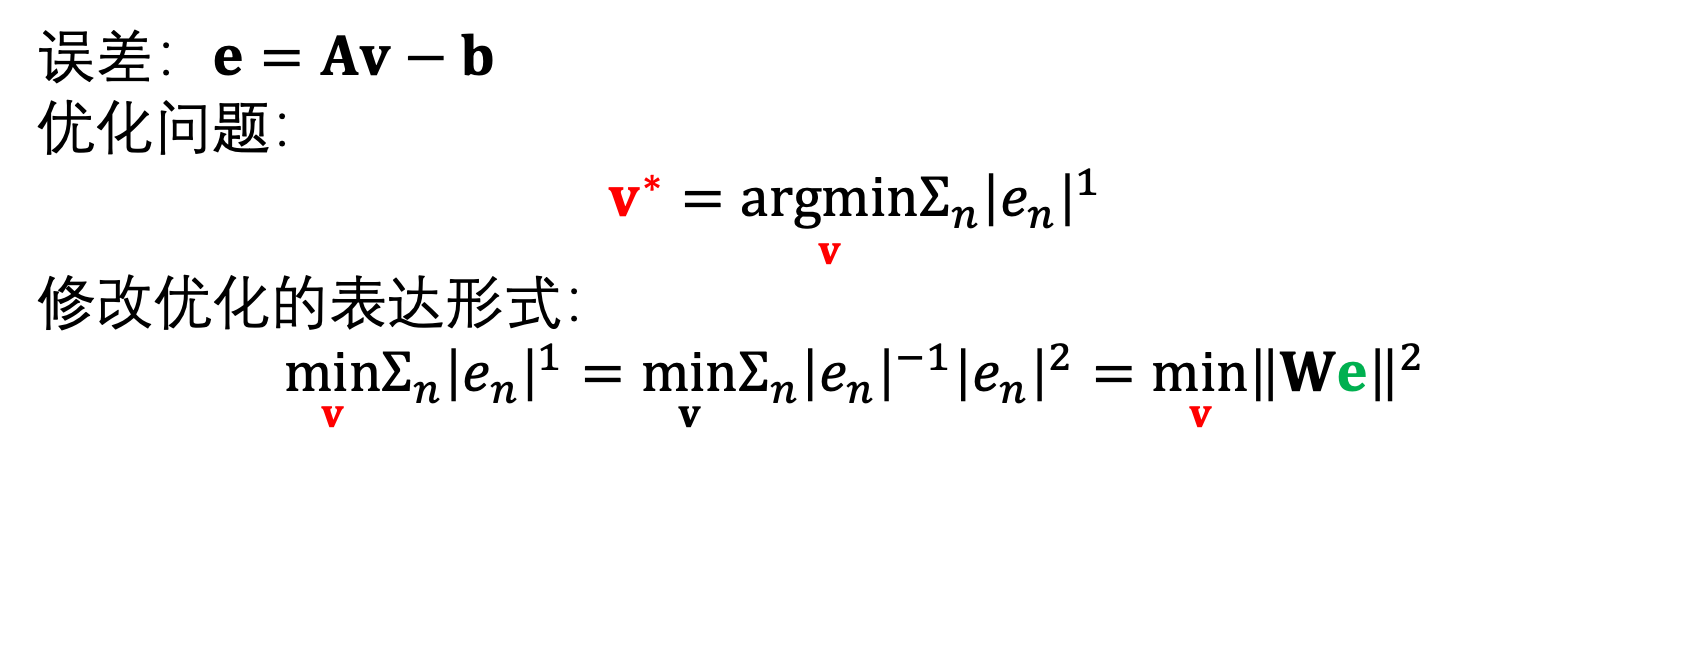 误差：e = Av − b
优化问题：
v* = argminΣₙ|eₙ|¹
v
修改优化的表达形式：
minΣₙ|eₙ|¹ = minΣₙ|eₙ|⁻¹|eₙ|² = min‖We‖²
v v v